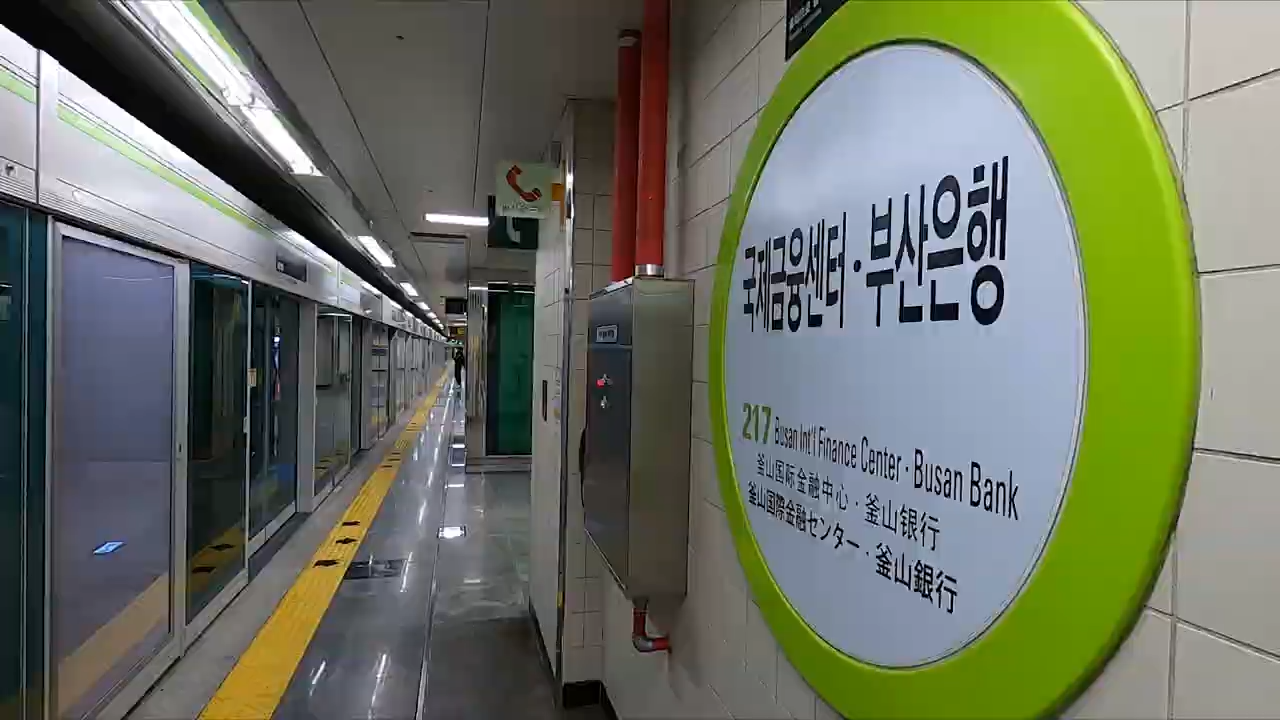 국제금융센터·부산은행
217 Busan Int'l Finance Center · Busan Bank
釜山国际金融中心 · 釜山银行
釜山国際金融センター · 釜山銀行